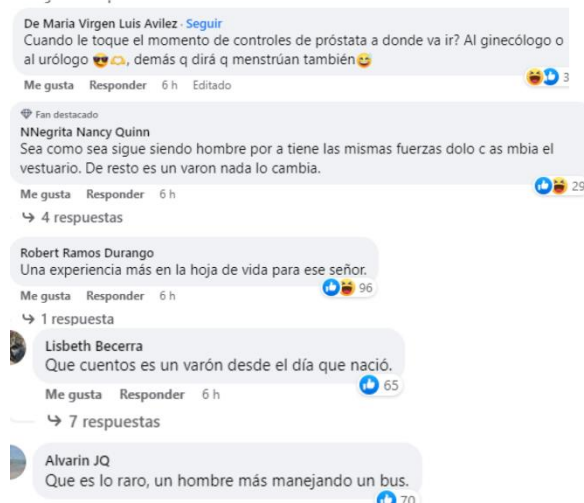 De Maria Virgen Luis Avilez · Seguir
Cuando le toque el momento de controles de próstata a donde va ir? Al ginecólogo o
al urólogo 😎🫶, demás q dirá q menstrúan también😅
Me gusta Responder 6 h Editado
3
Fan destacado
NNegrita Nancy Quinn
Sea como sea sigue siendo hombre por a tiene las mismas fuerzas dolo c as mbia el
vestuario. De resto es un varon nada lo cambia.
Me gusta Responder 6 h
29
4 respuestas
Robert Ramos Durango
Una experiencia más en la hoja de vida para ese señor.
96
Me gusta Responder 6 h
1 respuesta
Lisbeth Becerra
Que cuentos es un varón desde el día que nació.
65
Me gusta Responder 6 h
7 respuestas
Alvarin JQ
Que es lo raro, un hombre más manejando un bus.
70